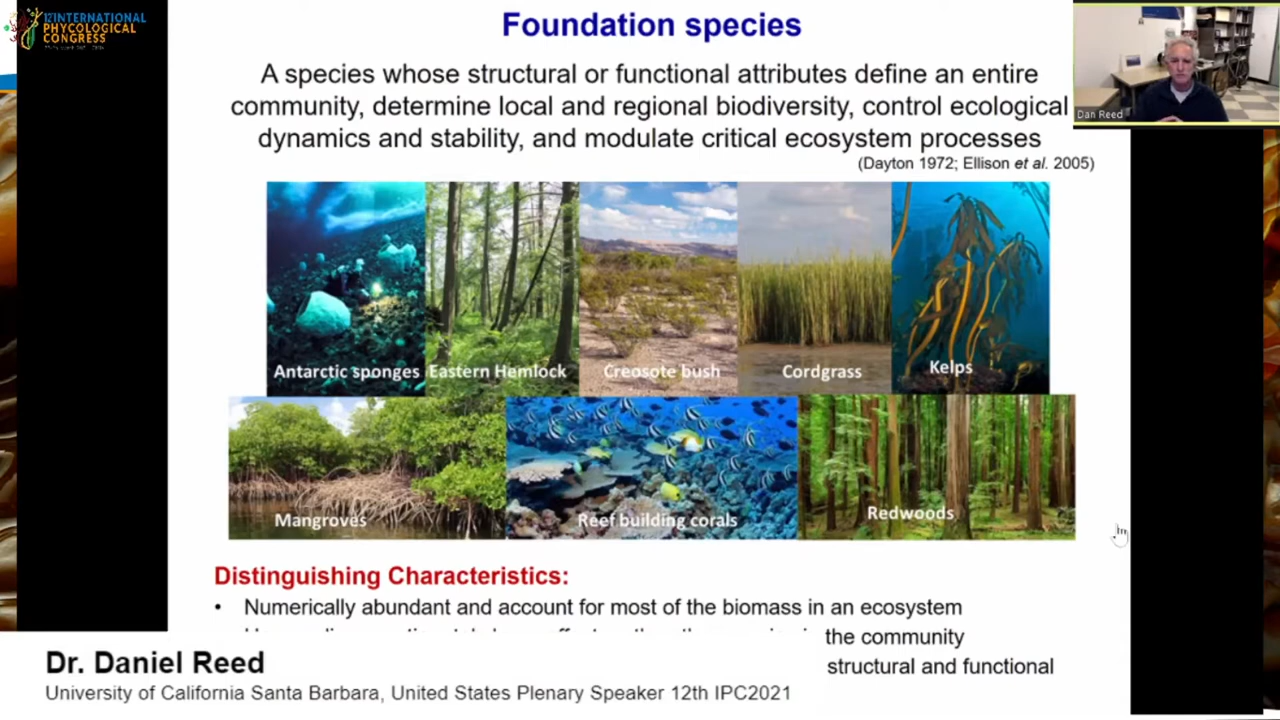 12th INTERNATIONAL
PHYCOLOGICAL
CONGRESS
Foundation species
A species whose structural or functional attributes define an entire
community, determine local and regional biodiversity, control ecological
dynamics and stability, and modulate critical ecosystem processes
(Dayton 1972; Ellison et al. 2005)
Dan Reed
Antarctic sponges
Eastern Hemlock
Creosote bush
Cordgrass
Kelps
Mangroves
Reef building corals
Redwoods
Distinguishing Characteristics:
• Numerically abundant and account for most of the biomass in an ecosystem
the community
structural and functional
Dr. Daniel Reed
University of California Santa Barbara, United States Plenary Speaker 12th IPC2021